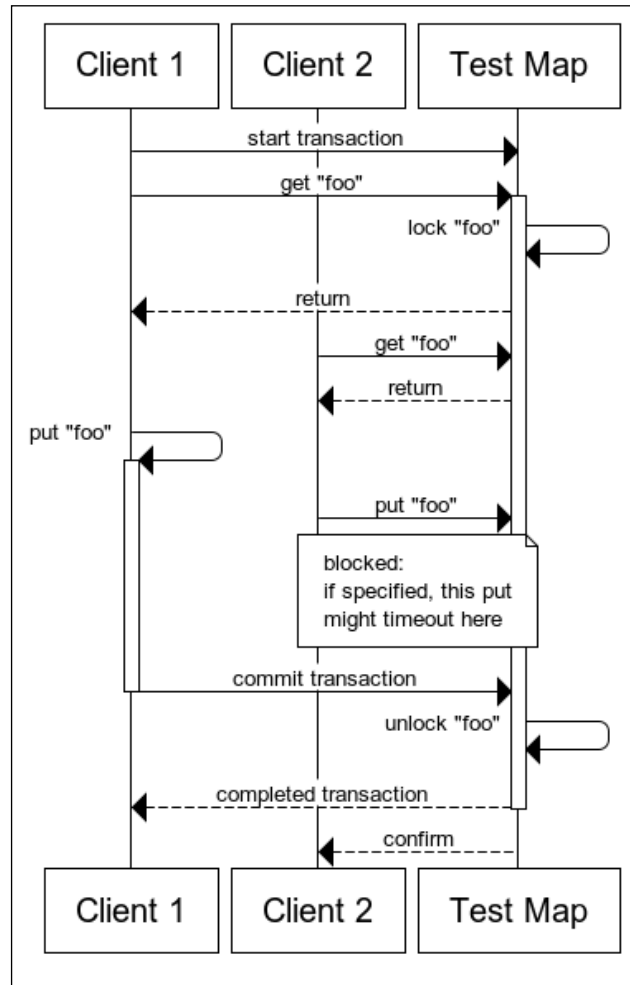 Client 1
Client 2
Test Map
start transaction
get "foo"
lock "foo"
return
get "foo"
return
put "foo"
put "foo"
blocked:
if specified, this put
might timeout here
commit transaction
unlock "foo"
completed transaction
confirm
Client 1
Client 2
Test Map